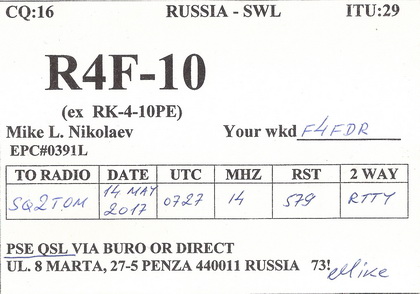 CQ:16 RUSSIA - SWL ITU:29
R4F-10
(ex RK-4-10PE)
Mike L. Nikolaev Your wkd F4FDR
EPC#0391L
TO RADIO DATE UTC MHZ RST 2 WAY
SQ2TOM 14 MAY 2017 0727 14 579 RTTY
PSE QSL VIA BURO OR DIRECT
UL. 8 MARTA, 27-5 PENZA 440011 RUSSIA 73! Mike